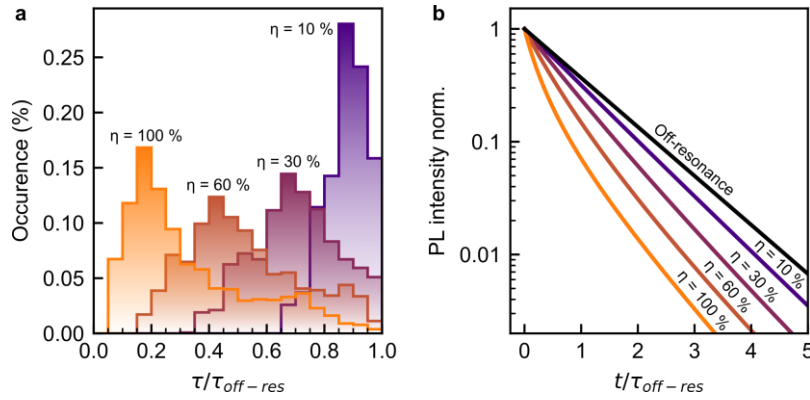 a
η = 10 %
η = 100 %
η = 60 %
η = 30 %
Occurence (%)
0.25
0.20
0.15
0.10
0.05
0.00
0.0 0.2 0.4 0.6 0.8 1.0
τ/τoff−res
b
Off-resonance
η = 10 %
η = 30 %
η = 60 %
η = 100 %
PL intensity norm.
1
0.1
0.01
0 1 2 3 4 5
t/τoff−res